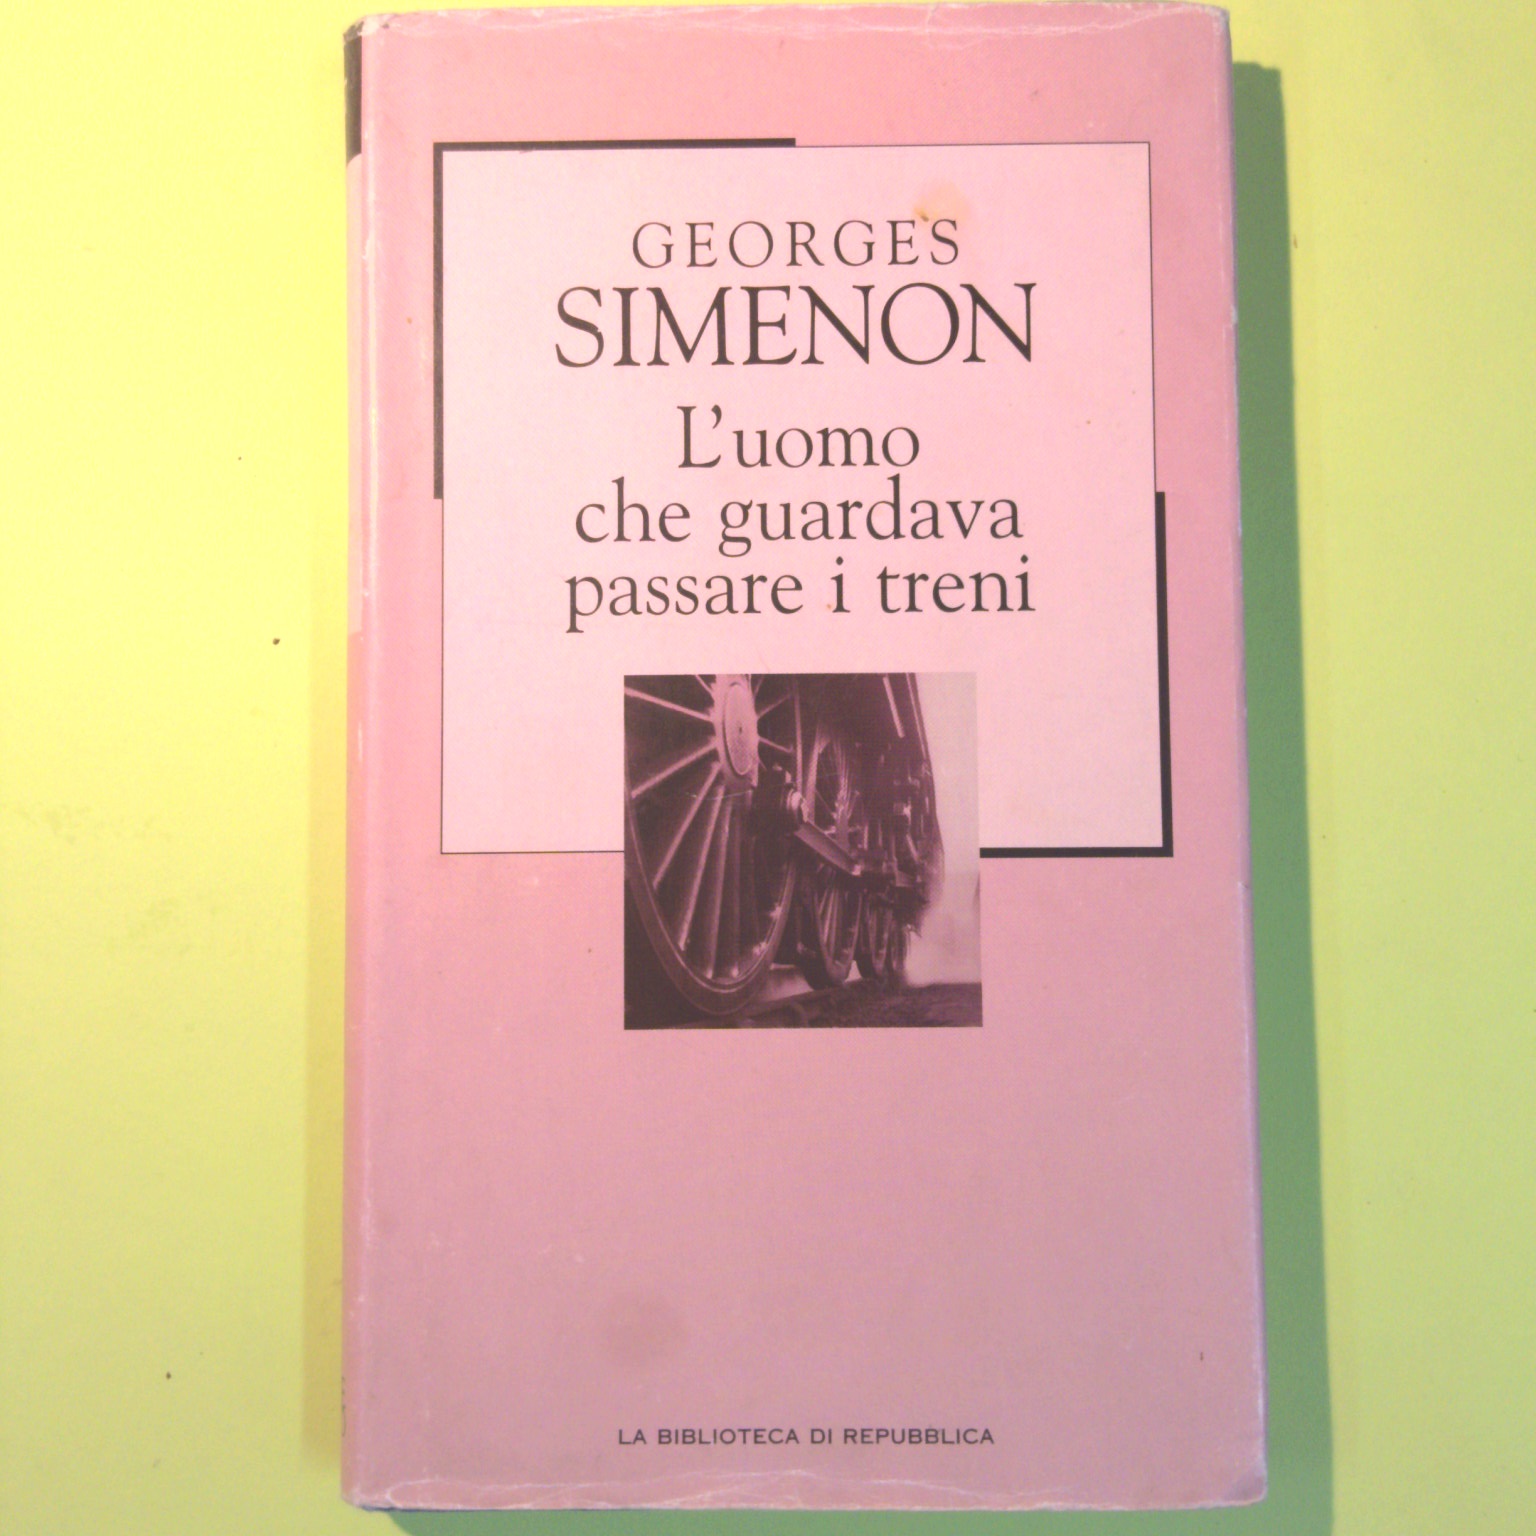 GEORGES
SIMENON
L'uomo
che guardava
passare i treni
LA BIBLIOTECA DI REPUBBLICA